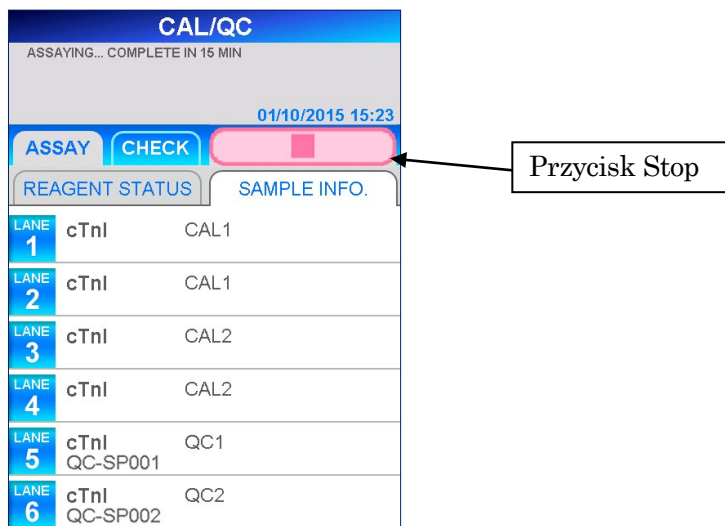 CAL/QC
ASSAYING... COMPLETE IN 15 MIN
01/10/2015 15:23
ASSAY CHECK
Przycisk Stop
REAGENT STATUS SAMPLE INFO.
LANE 1 cTnI CAL1
LANE 2 cTnI CAL1
LANE 3 cTnI CAL2
LANE 4 cTnI CAL2
LANE 5 cTnI QC1
QC-SP001
LANE 6 cTnI QC2
QC-SP002